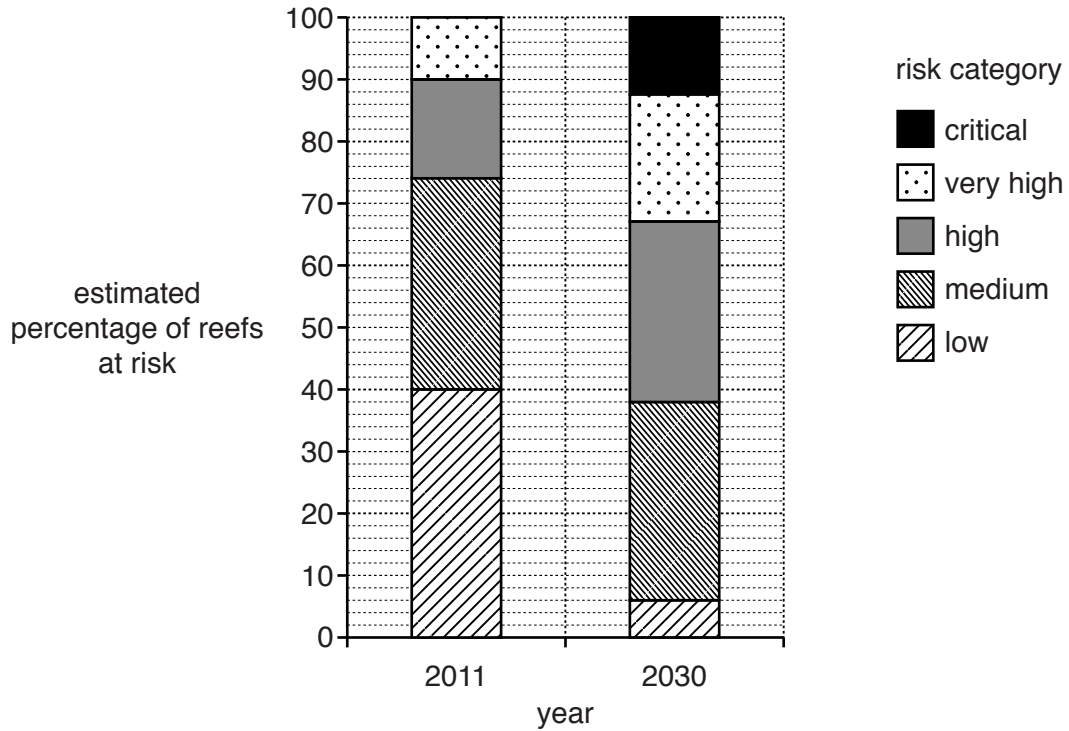 estimated
percentage of reefs
at risk
100
90
80
70
60
50
40
30
20
10
0
2011 2030
year
risk category
critical
very high
high
medium
low